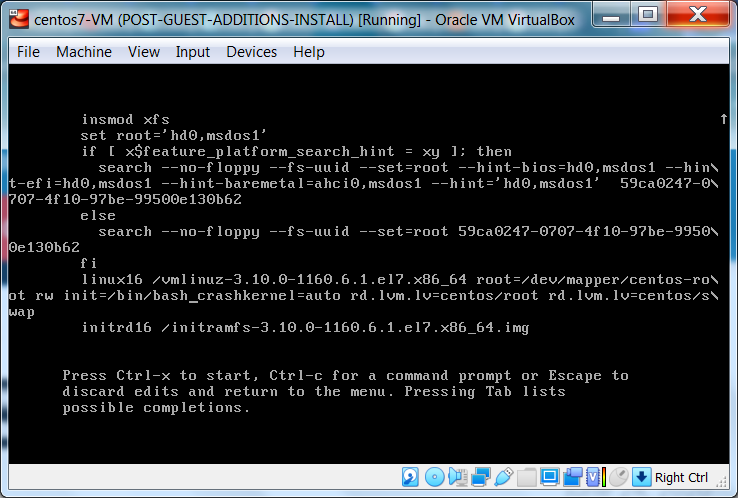 centos7-VM (POST-GUEST-ADDITIONS-INSTALL) [Running] - Oracle VM VirtualBox
File Machine View Input Devices Help
insmod xfs
set root='hd0,msdos1'
if [ x$feature_platform_search_hint = xy ]; then
search --no-floppy --fs-uuid --set=root --hint-bios=hd0,msdos1 --hin\
t-efi=hd0,msdos1 --hint-baremetal=ahci0,msdos1 --hint='hd0,msdos1'  59ca0247-0\
707-4f10-97be-99500e130b62
else
search --no-floppy --fs-uuid --set=root 59ca0247-0707-4f10-97be-9950\
0e130b62
fi
linux16 /vmlinuz-3.10.0-1160.6.1.el7.x86_64 root=/dev/mapper/centos-ro\
ot rw init=/bin/bash_crashkernel=auto rd.lvm.lv=centos/root rd.lvm.lv=centos/s\
wap
initrd16 /initramfs-3.10.0-1160.6.1.el7.x86_64.img
Press Ctrl-x to start, Ctrl-c for a command prompt or Escape to
discard edits and return to the menu. Pressing Tab lists
possible completions.
Right Ctrl